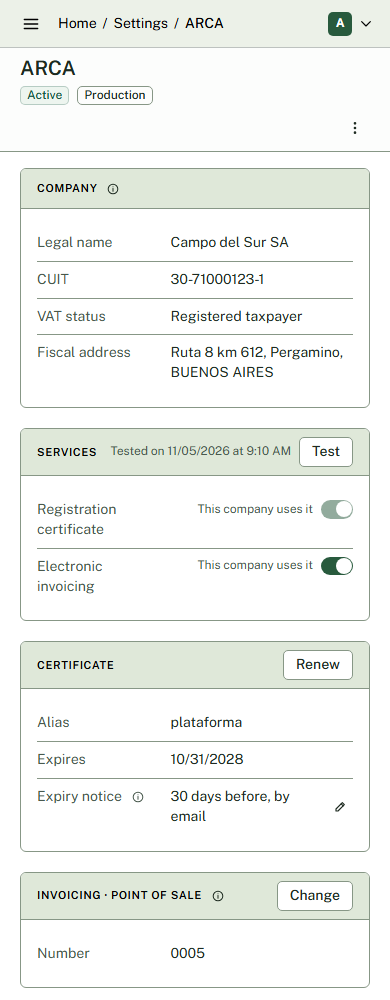 Home / Settings / ARCA
A
ARCA
Active
Production
COMPANY
Legal name Campo del Sur SA
CUIT 30-71000123-1
VAT status Registered taxpayer
Fiscal address Ruta 8 km 612, Pergamino,
BUENOS AIRES
SERVICES Tested on 11/05/2026 at 9:10 AM Test
Registration
certificate
This company uses it
Electronic
invoicing
This company uses it
CERTIFICATE Renew
Alias plataforma
Expires 10/31/2028
Expiry notice 30 days before, by
email
INVOICING · POINT OF SALE Change
Number 0005